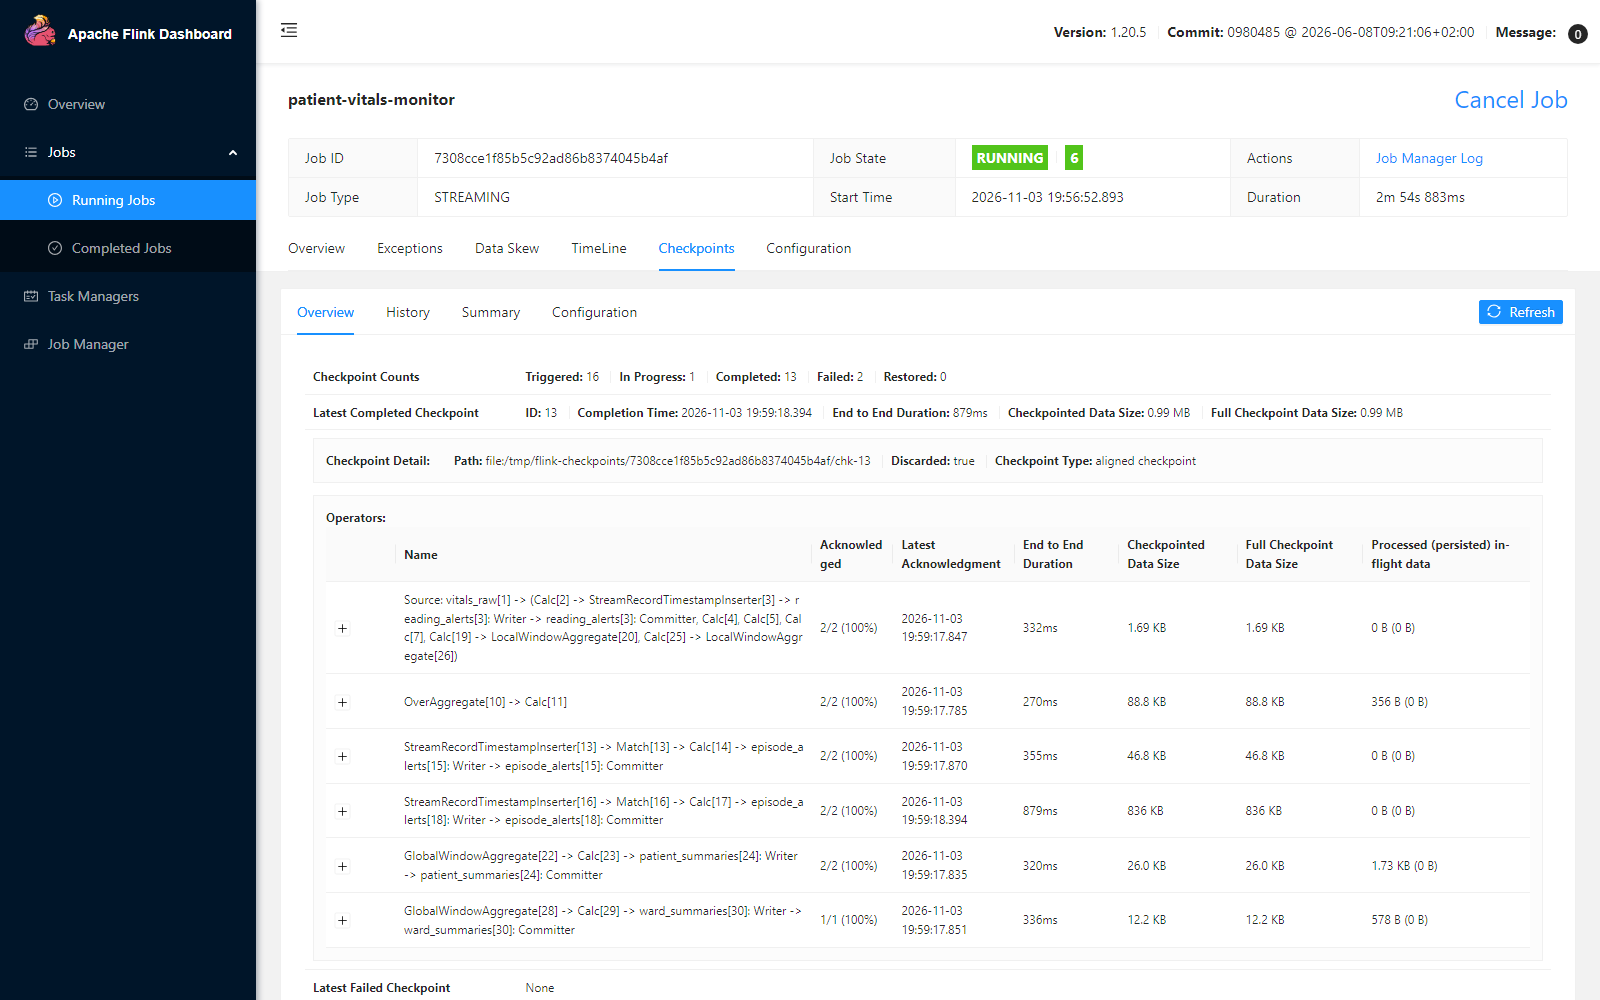 Apache Flink Dashboard
Version: 1.20.5 Commit: 0980485 @ 2026-06-08T09:21:06+02:00 Message: 0
Overview
Jobs
Running Jobs
Completed Jobs
Task Managers
Job Manager
patient-vitals-monitor
Cancel Job
Job ID 7308cce1f85b5c92ad86b8374045b4af Job State RUNNING 6 Actions Job Manager Log
Job Type STREAMING Start Time 2026-11-03 19:56:52.893 Duration 2m 54s 883ms
Overview Exceptions Data Skew TimeLine Checkpoints Configuration
Overview History Summary Configuration Refresh
Checkpoint Counts Triggered: 16 In Progress: 1 Completed: 13 Failed: 2 Restored: 0
Latest Completed Checkpoint ID: 13 Completion Time: 2026-11-03 19:59:18.394 End to End Duration: 879ms Checkpointed Data Size: 0.99 MB Full Checkpoint Data Size: 0.99 MB
Checkpoint Detail: Path: file:/tmp/flink-checkpoints/7308cce1f85b5c92ad86b8374045b4af/chk-13 Discarded: true Checkpoint Type: aligned checkpoint
Operators:
Name
Acknowled
ged
Latest
Acknowledgment
End to End
Duration
Checkpointed
Data Size
Full Checkpoint
Data Size
Processed (persisted) in-
flight data
Source: vitals_raw[1] -> (Calc[2] -> StreamRecordTimestampInserter[3] -> r
eading_alerts[3]: Writer -> reading_alerts[3]: Committer, Calc[4], Calc[5], Cal
c[7], Calc[19] -> LocalWindowAggregate[20], Calc[25] -> LocalWindowAggr
egate[26])
2/2 (100%)
2026-11-03
19:59:17.847
332ms
1.69 KB
1.69 KB
0 B (0 B)
OverAggregate[10] -> Calc[11]
2/2 (100%)
2026-11-03
19:59:17.785
270ms
88.8 KB
88.8 KB
356 B (0 B)
StreamRecordTimestampInserter[13] -> Match[13] -> Calc[14] -> episode_a
lerts[15]: Writer -> episode_alerts[15]: Committer
2/2 (100%)
2026-11-03
19:59:17.870
355ms
46.8 KB
46.8 KB
0 B (0 B)
StreamRecordTimestampInserter[16] -> Match[16] -> Calc[17] -> episode_a
lerts[18]: Writer -> episode_alerts[18]: Committer
2/2 (100%)
2026-11-03
19:59:18.394
879ms
836 KB
836 KB
0 B (0 B)
GlobalWindowAggregate[22] -> Calc[23] -> patient_summaries[24]: Writer
-> patient_summaries[24]: Committer
2/2 (100%)
2026-11-03
19:59:17.835
320ms
26.0 KB
26.0 KB
1.73 KB (0 B)
GlobalWindowAggregate[28] -> Calc[29] -> ward_summaries[30]: Writer ->
ward_summaries[30]: Committer
1/1 (100%)
2026-11-03
19:59:17.851
336ms
12.2 KB
12.2 KB
578 B (0 B)
Latest Failed Checkpoint None